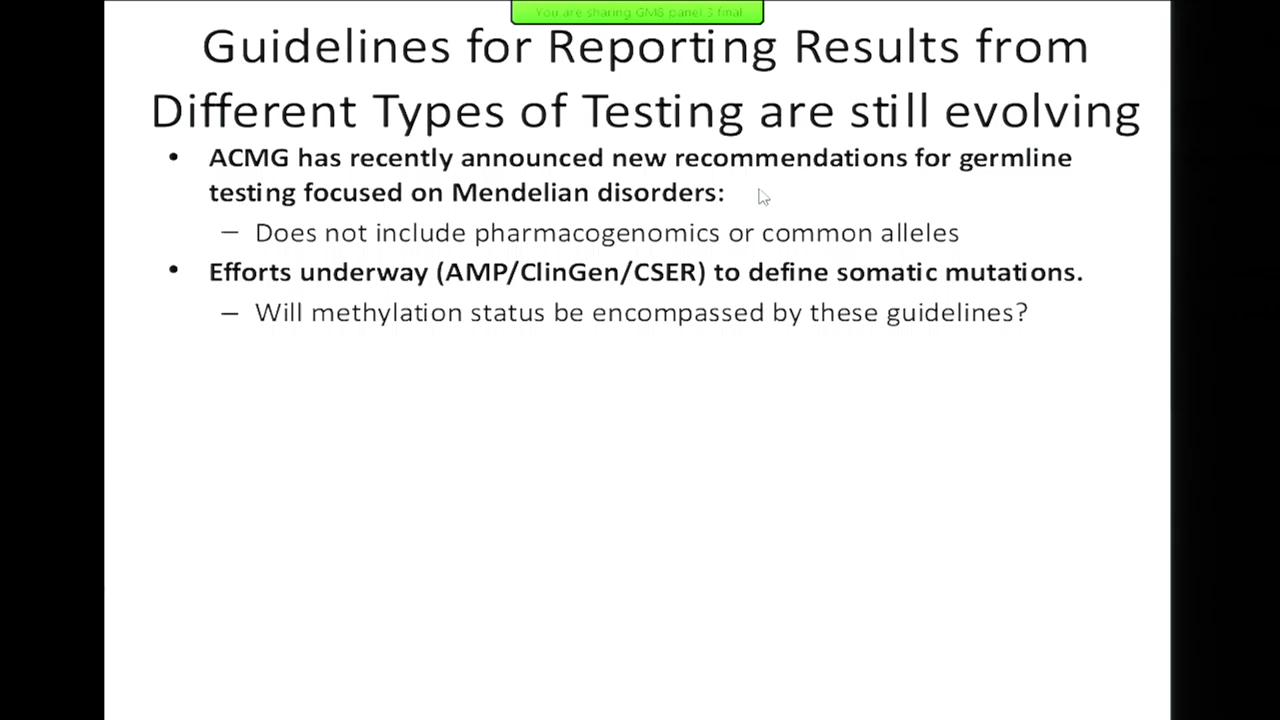 You are sharing GM8 panel 3 final
Guidelines for Reporting Results from
Different Types of Testing are still evolving
• ACMG has recently announced new recommendations for germline
testing focused on Mendelian disorders:
– Does not include pharmacogenomics or common alleles
• Efforts underway (AMP/ClinGen/CSER) to define somatic mutations.
– Will methylation status be encompassed by these guidelines?